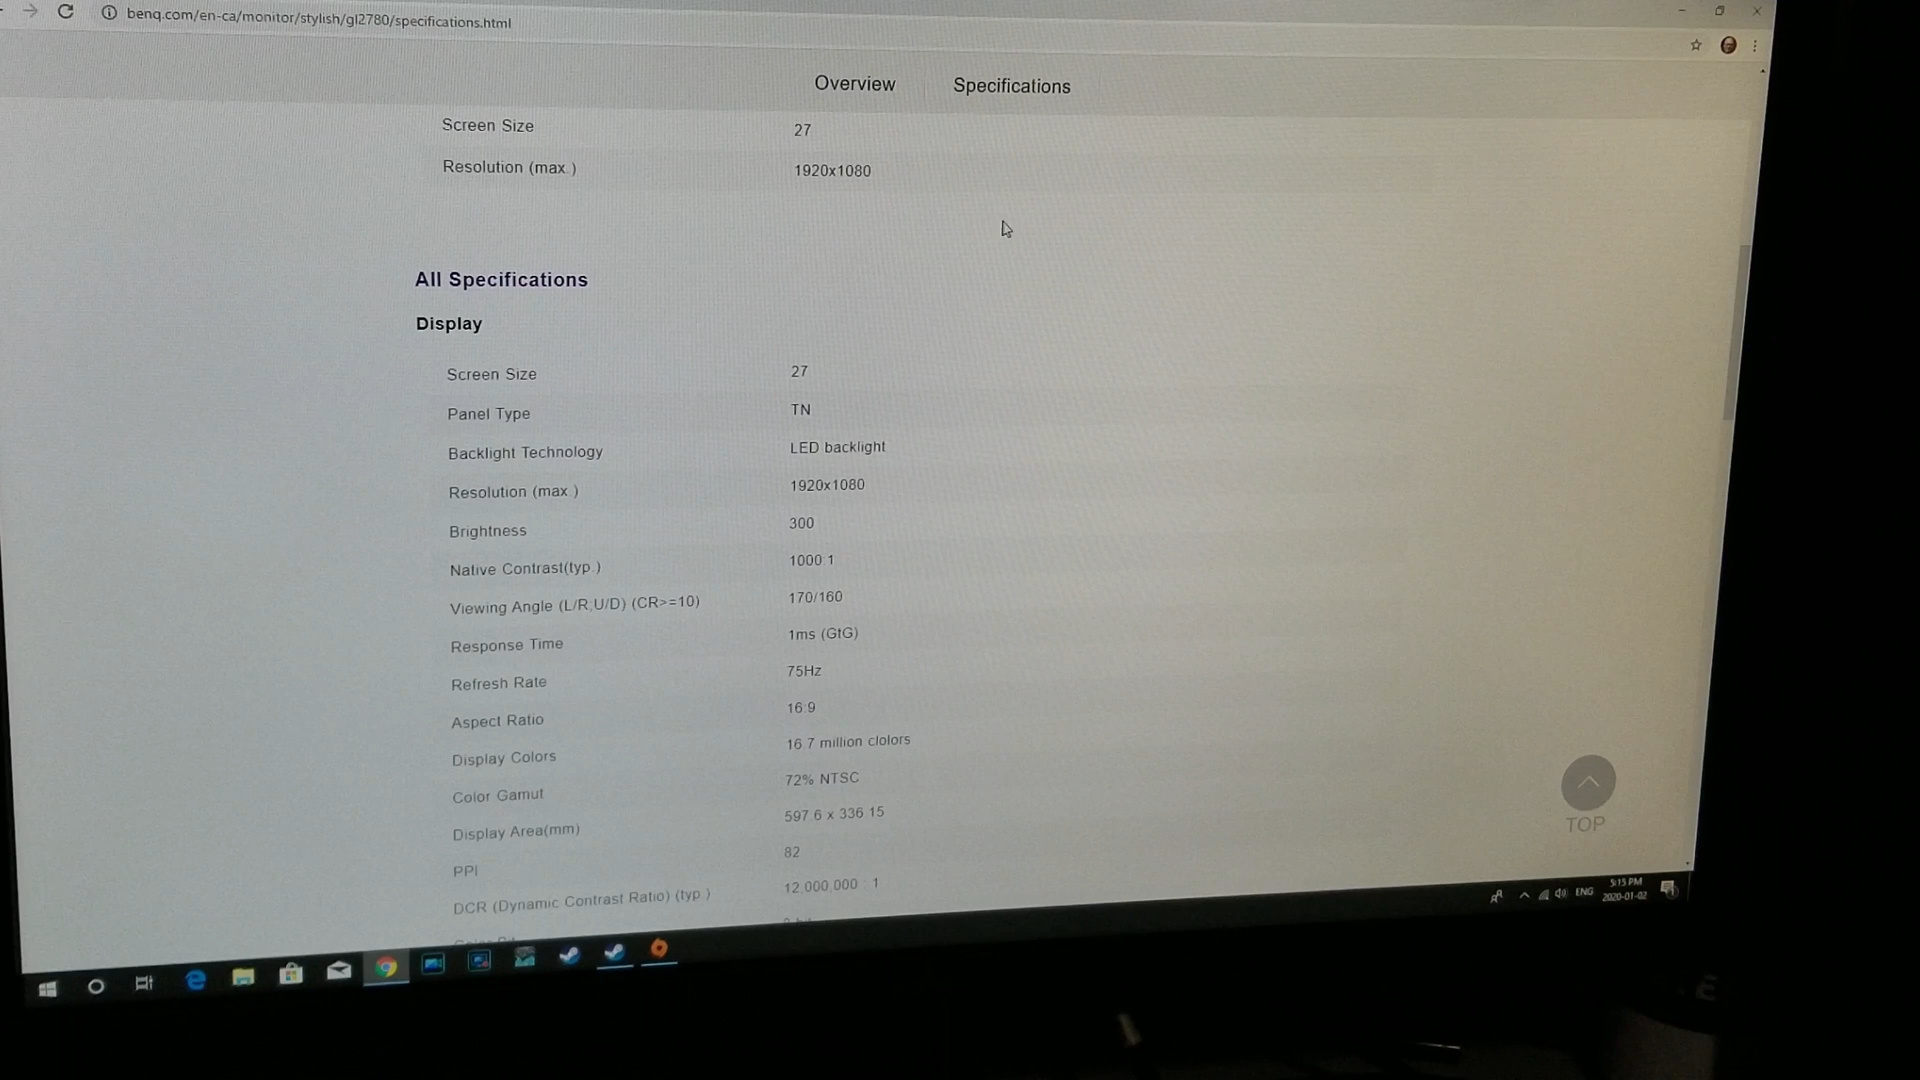 benq.com/en-ca/monitor/stylish/gl2780/specifications.html
Overview Specifications
Screen Size 27
Resolution (max.) 1920x1080
All Specifications
Display
Screen Size 27
Panel Type TN
Backlight Technology LED backlight
Resolution (max.) 1920x1080
Brightness 300
Native Contrast(typ.) 1000:1
Viewing Angle (L/R;U/D) (CR>=10) 170/160
Response Time 1ms (GtG)
Refresh Rate 75Hz
Aspect Ratio 16:9
Display Colors 16.7 million clolors
Color Gamut 72% NTSC
Display Area(mm) 597.6 x 336.15
PPI 82
DCR (Dynamic Contrast Ratio) (typ.) 12,000,000 : 1
TOP
ENG
5:15 PM
2020-01-02